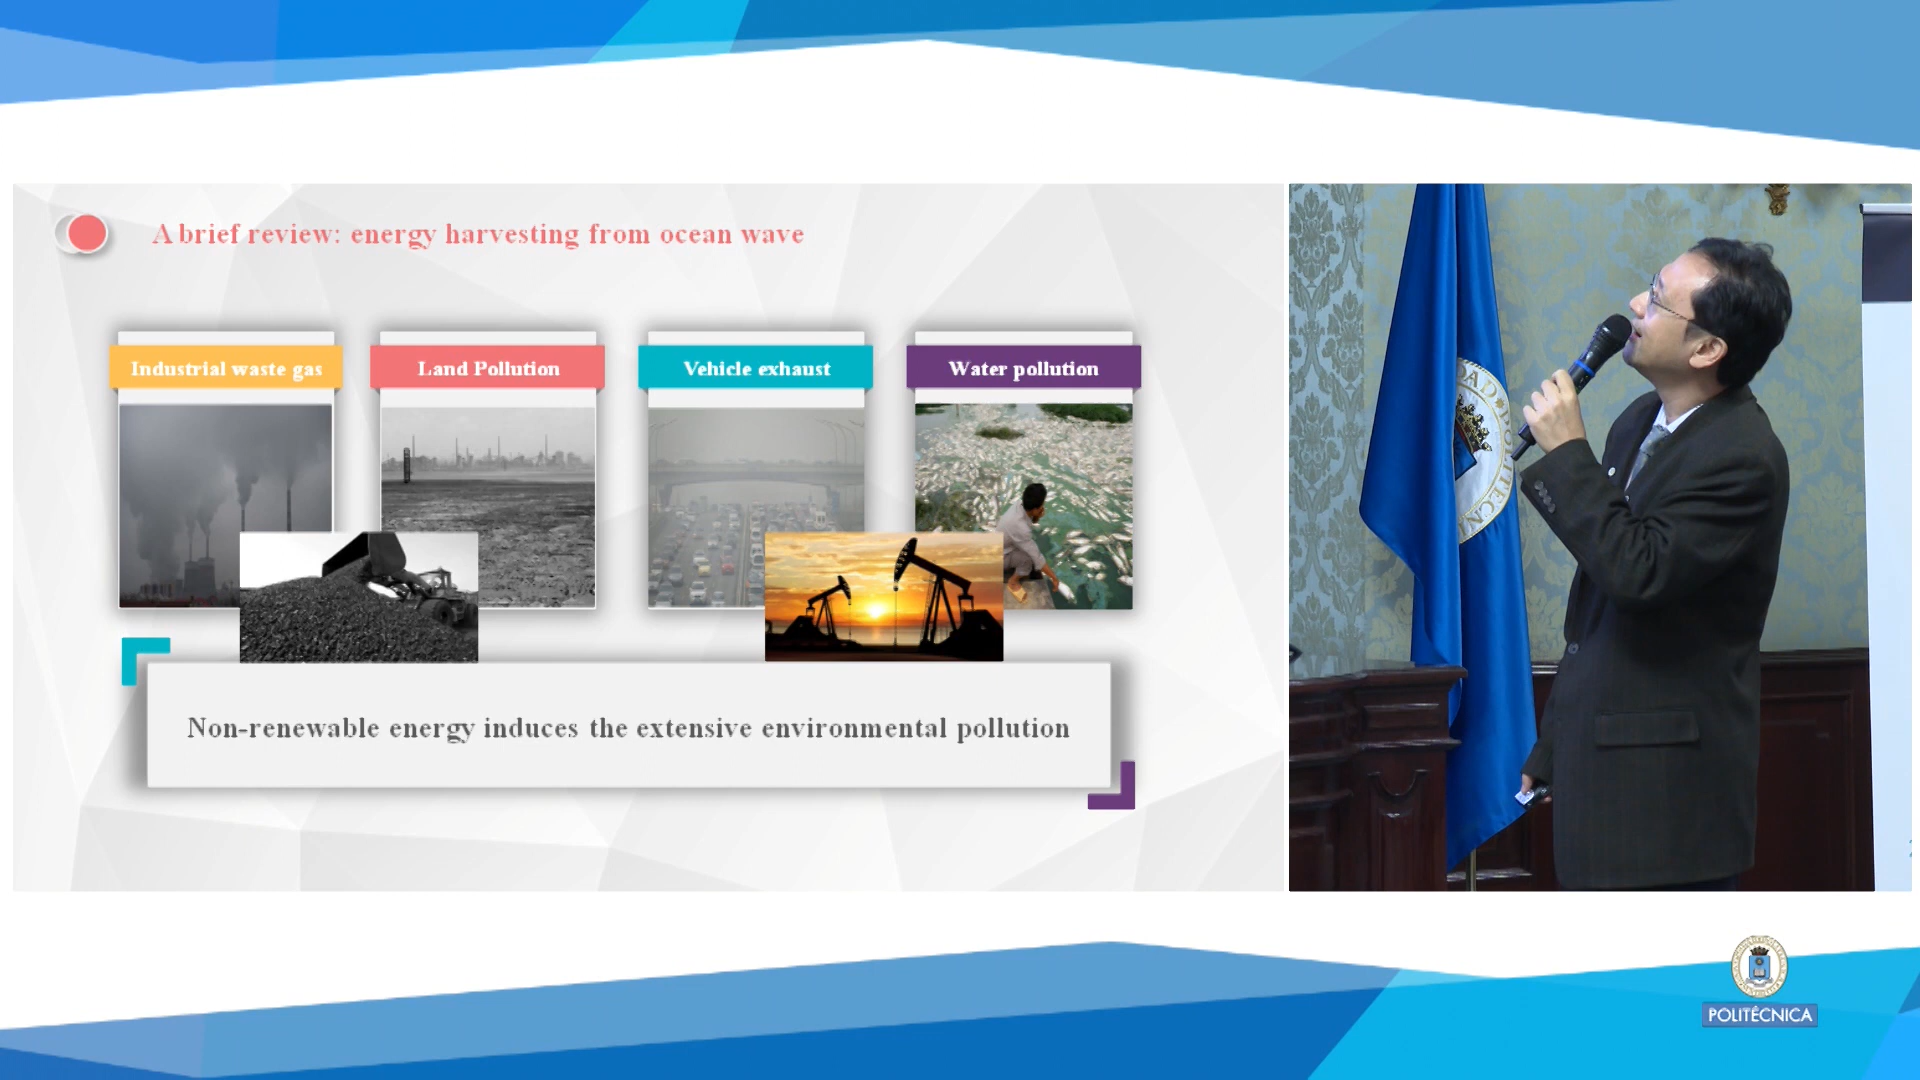 A brief review: energy harvesting from ocean wave
Industrial waste gas
Land Pollution
Vehicle exhaust
Water pollution
Non-renewable energy induces the extensive environmental pollution
POLITÉCNICA